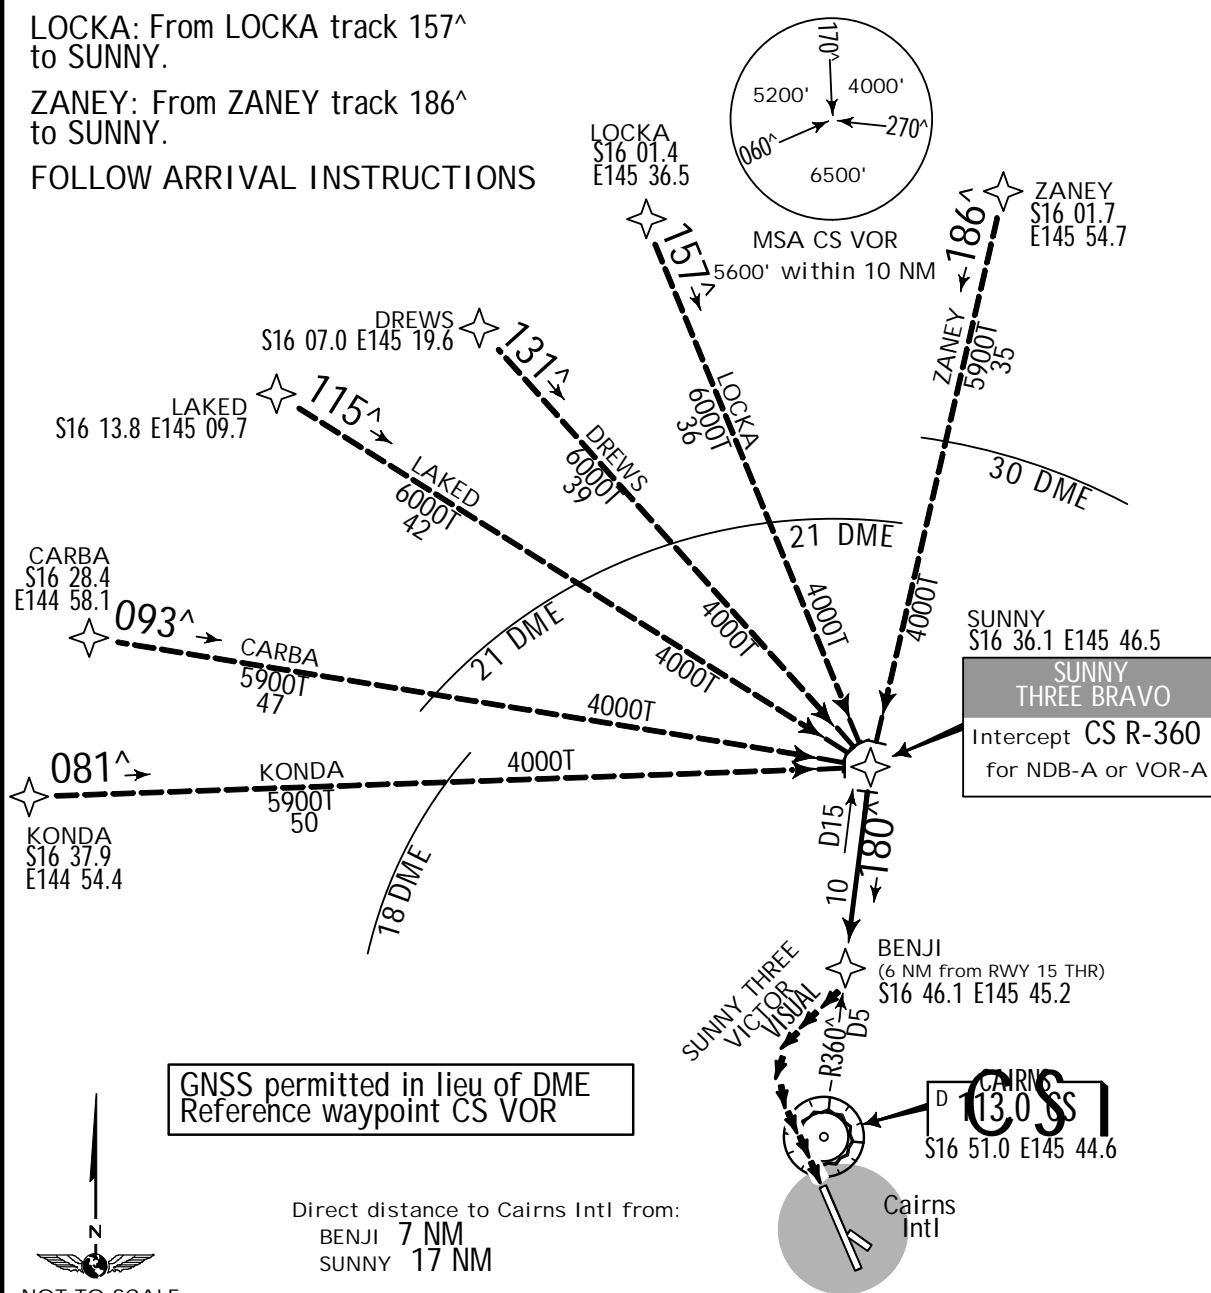 LOCKA: From LOCKA track 157^
to SUNNY.
ZANEY: From ZANEY track 186^
to SUNNY.
FOLLOW ARRIVAL INSTRUCTIONS
170^
5200'
4000'
060^
270^
6500'
MSA CS VOR
5600' within 10 NM
LOCKA
S16 01.4
E145 36.5
157^
LOCKA
6000T
36
4000T
ZANEY
S16 01.7
E145 54.7
186^
ZANEY
5900T
35
4000T
30 DME
DREWS
S16 07.0 E145 19.6
131^
DREWS
6000T
39
4000T
LAKED
S16 13.8 E145 09.7
115^
LAKED
6000T
42
4000T
21 DME
21 DME
CARBA
S16 28.4
E144 58.1
093^
CARBA
5900T
47
4000T
081^
KONDA
5900T
50
4000T
KONDA
S16 37.9
E144 54.4
18 DME
SUNNY
S16 36.1 E145 46.5
SUNNY
THREE BRAVO
Intercept CS R-360
for NDB-A or VOR-A
D15
180^
10
BENJI
(6 NM from RWY 15 THR)
S16 46.1 E145 45.2
SUNNY THREE
VICTOR
VISUAL
R360^
D5
CAIRNS
D 113.0 CS
CS I
S16 51.0 E145 44.6
Cairns
Intl
GNSS permitted in lieu of DME
Reference waypoint CS VOR
Direct distance to Cairns Intl from:
BENJI 7 NM
SUNNY 17 NM
N
NOT TO SCALE